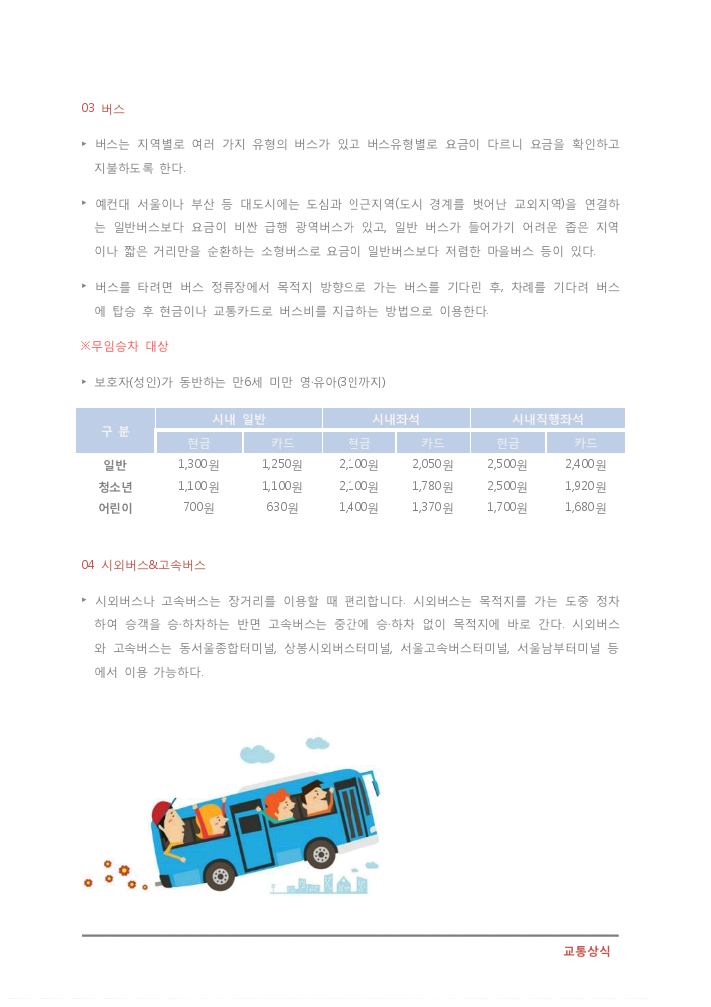 03 버스
▸ 버스는 지역별로 여러 가지 유형의 버스가 있고 버스유형별로 요금이 다르니 요금을 확인하고
지불하도록 한다.
▸ 예컨대 서울이나 부산 등 대도시에는 도심과 인근지역(도시 경계를 벗어난 교외지역)을 연결하
는 일반버스보다 요금이 비싼 급행 광역버스가 있고, 일반 버스가 들어가기 어려운 좁은 지역
이나 짧은 거리만을 순환하는 소형버스로 요금이 일반버스보다 저렴한 마을버스 등이 있다.
▸ 버스를 타려면 버스 정류장에서 목적지 방향으로 가는 버스를 기다린 후, 차례를 기다려 버스
에 탑승 후 현금이나 교통카드로 버스비를 지급하는 방법으로 이용한다.
※무임승차 대상
▸ 보호자(성인)가 동반하는 만6세 미만 영·유아(3인까지)
구 분 시내 일반 시내좌석 시내직행좌석
현금 카드 현금 카드 현금 카드
일반 1,300원 1,250원 2,100원 2,050원 2,500원 2,400원
청소년 1,100원 1,100원 2,100원 1,780원 2,500원 1,920원
어린이 700원 630원 1,400원 1,370원 1,700원 1,680원
04 시외버스&고속버스
▸ 시외버스나 고속버스는 장거리를 이용할 때 편리합니다. 시외버스는 목적지를 가는 도중 정차
하여 승객을 승·하차하는 반면 고속버스는 중간에 승·하차 없이 목적지에 바로 간다. 시외버스
와 고속버스는 동서울종합터미널, 상봉시외버스터미널, 서울고속버스터미널, 서울남부터미널 등
에서 이용 가능하다.
교통상식